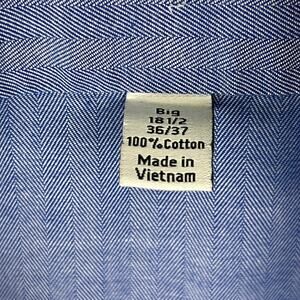 Big
18 1/2
36/37
100% Cotton
Made in
Vietnam